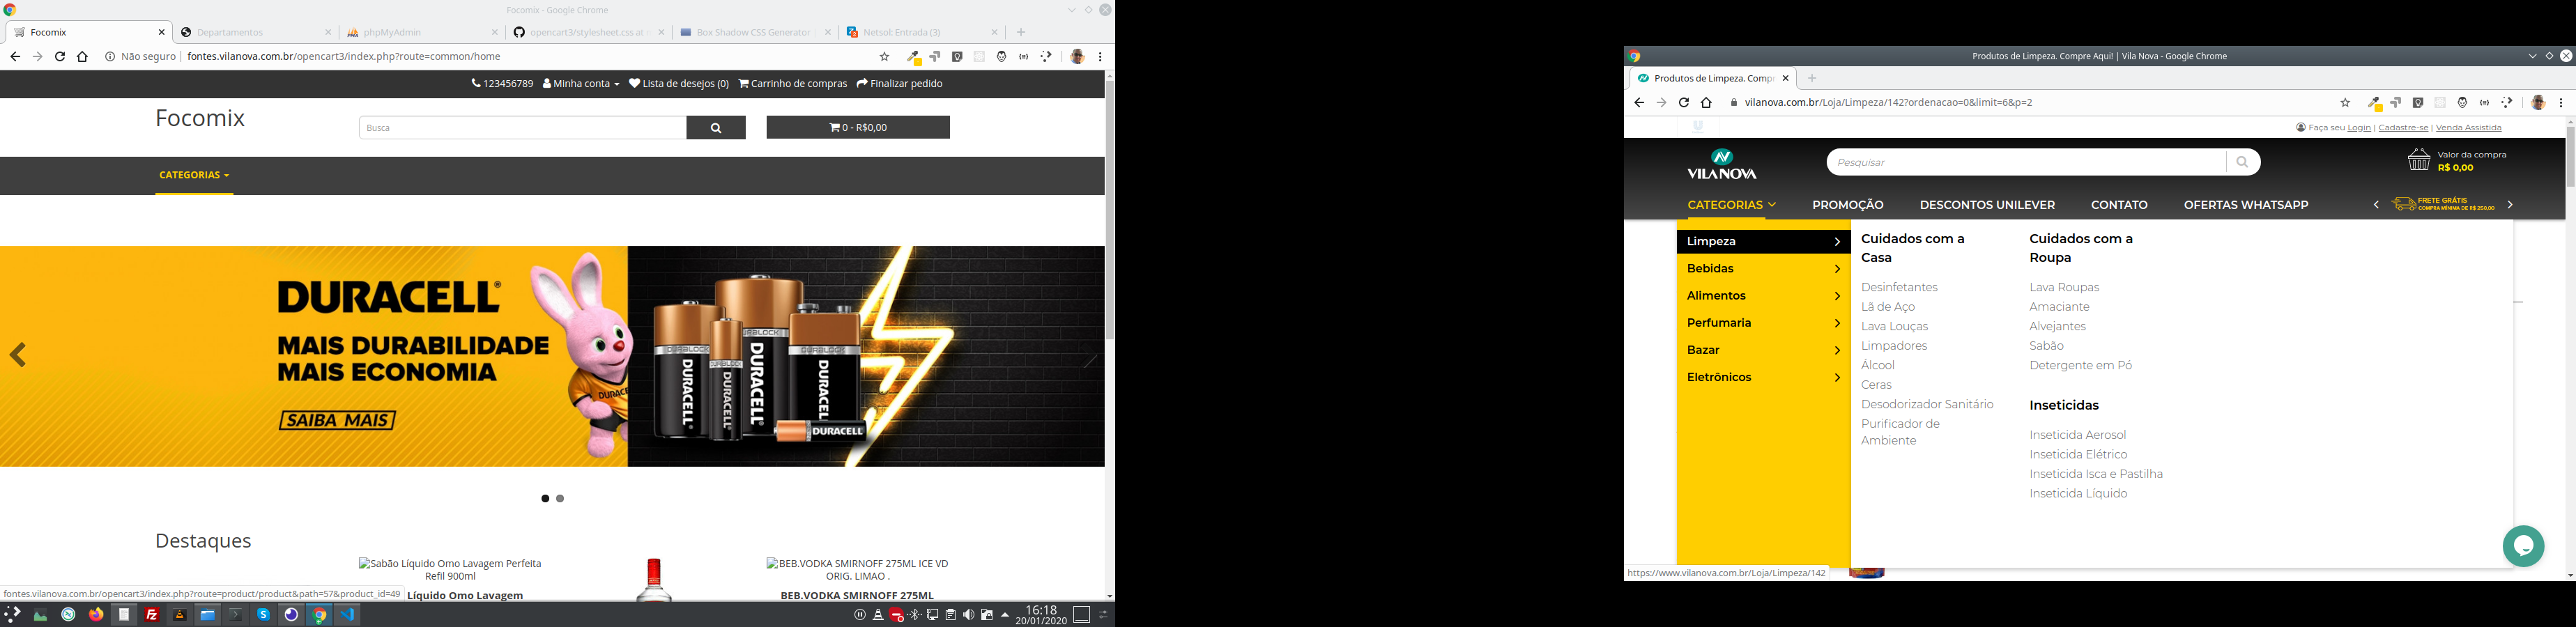 Focomix - Google Chrome
Focomix
Departamentos
phpMyAdmin
opencart3/stylesheet.css at
Box Shadow CSS Generator
Netsol: Entrada (3)
Não seguro | fontes.vilanova.com.br/opencart3/index.php?route=common/home
123456789 Minha conta Lista de desejos (0) Carrinho de compras Finalizar pedido
Focomix
Busca
0 - R$0,00
CATEGORIAS
DURACELL
MAIS DURABILIDADE
MAIS ECONOMIA
SAIBA MAIS
DURACELL
DURACELL
DURACELL
DURACELL
DURACELL
Destaques
Sabão Líquido Omo Lavagem Perfeita
Refil 900ml
Líquido Omo Lavagem
BEB.VODKA SMIRNOFF 275ML ICE VD
ORIG. LIMAO .
BEB.VODKA SMIRNOFF 275ML
fontes.vilanova.com.br/opencart3/index.php?route=product/product&path=57&product_id=49
16:18
20/01/2020
Produtos de Limpeza. Compre Aqui! | Vila Nova - Google Chrome
Produtos de Limpeza. Compr
vilanova.com.br/Loja/Limpeza/142?ordenacao=0&limit=6&p=2
Faça seu Login | Cadastre-se | Venda Assistida
VILA NOVA
Pesquisar
Valor da compra
R$ 0,00
CATEGORIAS
PROMOÇÃO
DESCONTOS UNILEVER
CONTATO
OFERTAS WHATSAPP
FRETE GRÁTIS
COMPRA MÍNIMA DE R$ 250,00
Limpeza
Bebidas
Alimentos
Perfumaria
Bazar
Eletrônicos
Cuidados com a
Casa
Desinfetantes
Lã de Aço
Lava Louças
Limpadores
Álcool
Ceras
Desodorizador Sanitário
Purificador de
Ambiente
Cuidados com a
Roupa
Lava Roupas
Amaciante
Alvejantes
Sabão
Detergente em Pó
Inseticidas
Inseticida Aerosol
Inseticida Elétrico
Inseticida Isca e Pastilha
Inseticida Líquido
https://www.vilanova.com.br/Loja/Limpeza/142